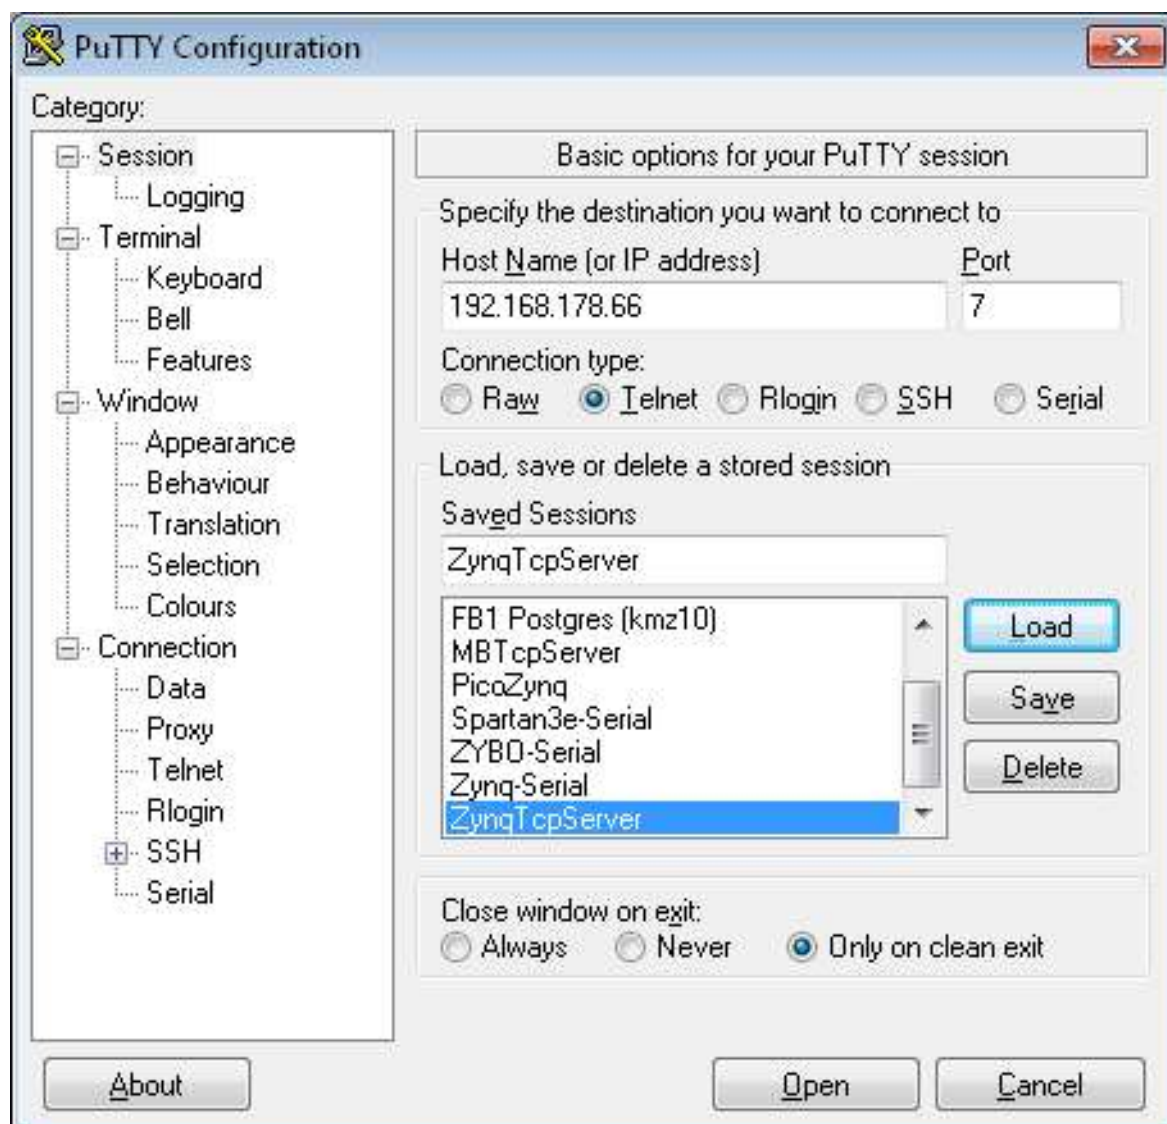 PuTTY Configuration
Category:
Session
Logging
Terminal
Keyboard
Bell
Features
Window
Appearance
Behaviour
Translation
Selection
Colours
Connection
Data
Proxy
Telnet
Rlogin
SSH
Serial
Basic options for your PuTTY session
Specify the destination you want to connect to
Host Name (or IP address) Port
192.168.178.66 7
Connection type:
Raw Telnet Rlogin SSH Serial
Load, save or delete a stored session
Saved Sessions
ZynqTcpServer
FB1 Postgres (kmz10)
MBTcpServer
PicoZynq
Spartan3e-Serial
ZYBO-Serial
Zynq-Serial
ZynqTcpServer
Load
Save
Delete
Close window on exit:
Always Never Only on clean exit
About Open Cancel